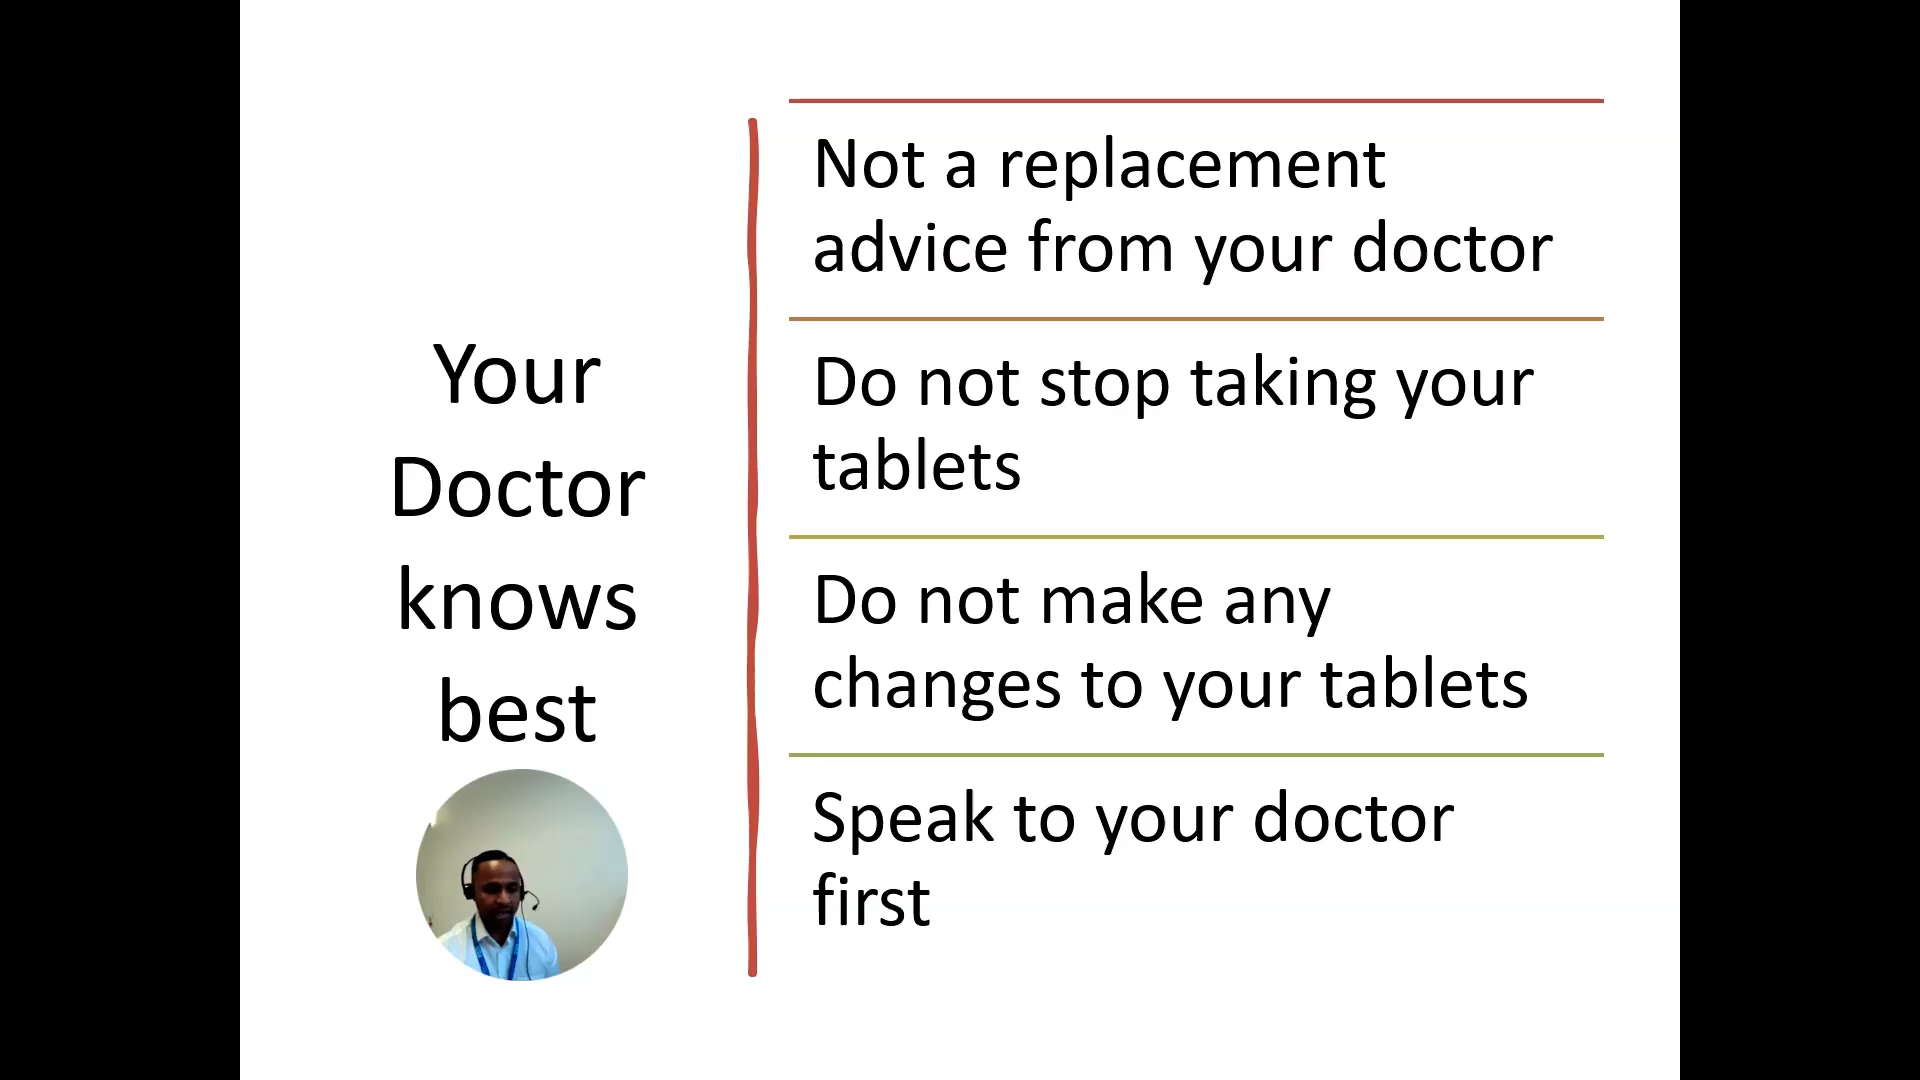 Your
Doctor
knows
best
Not a replacement
advice from your doctor
Do not stop taking your
tablets
Do not make any
changes to your tablets
Speak to your doctor
first